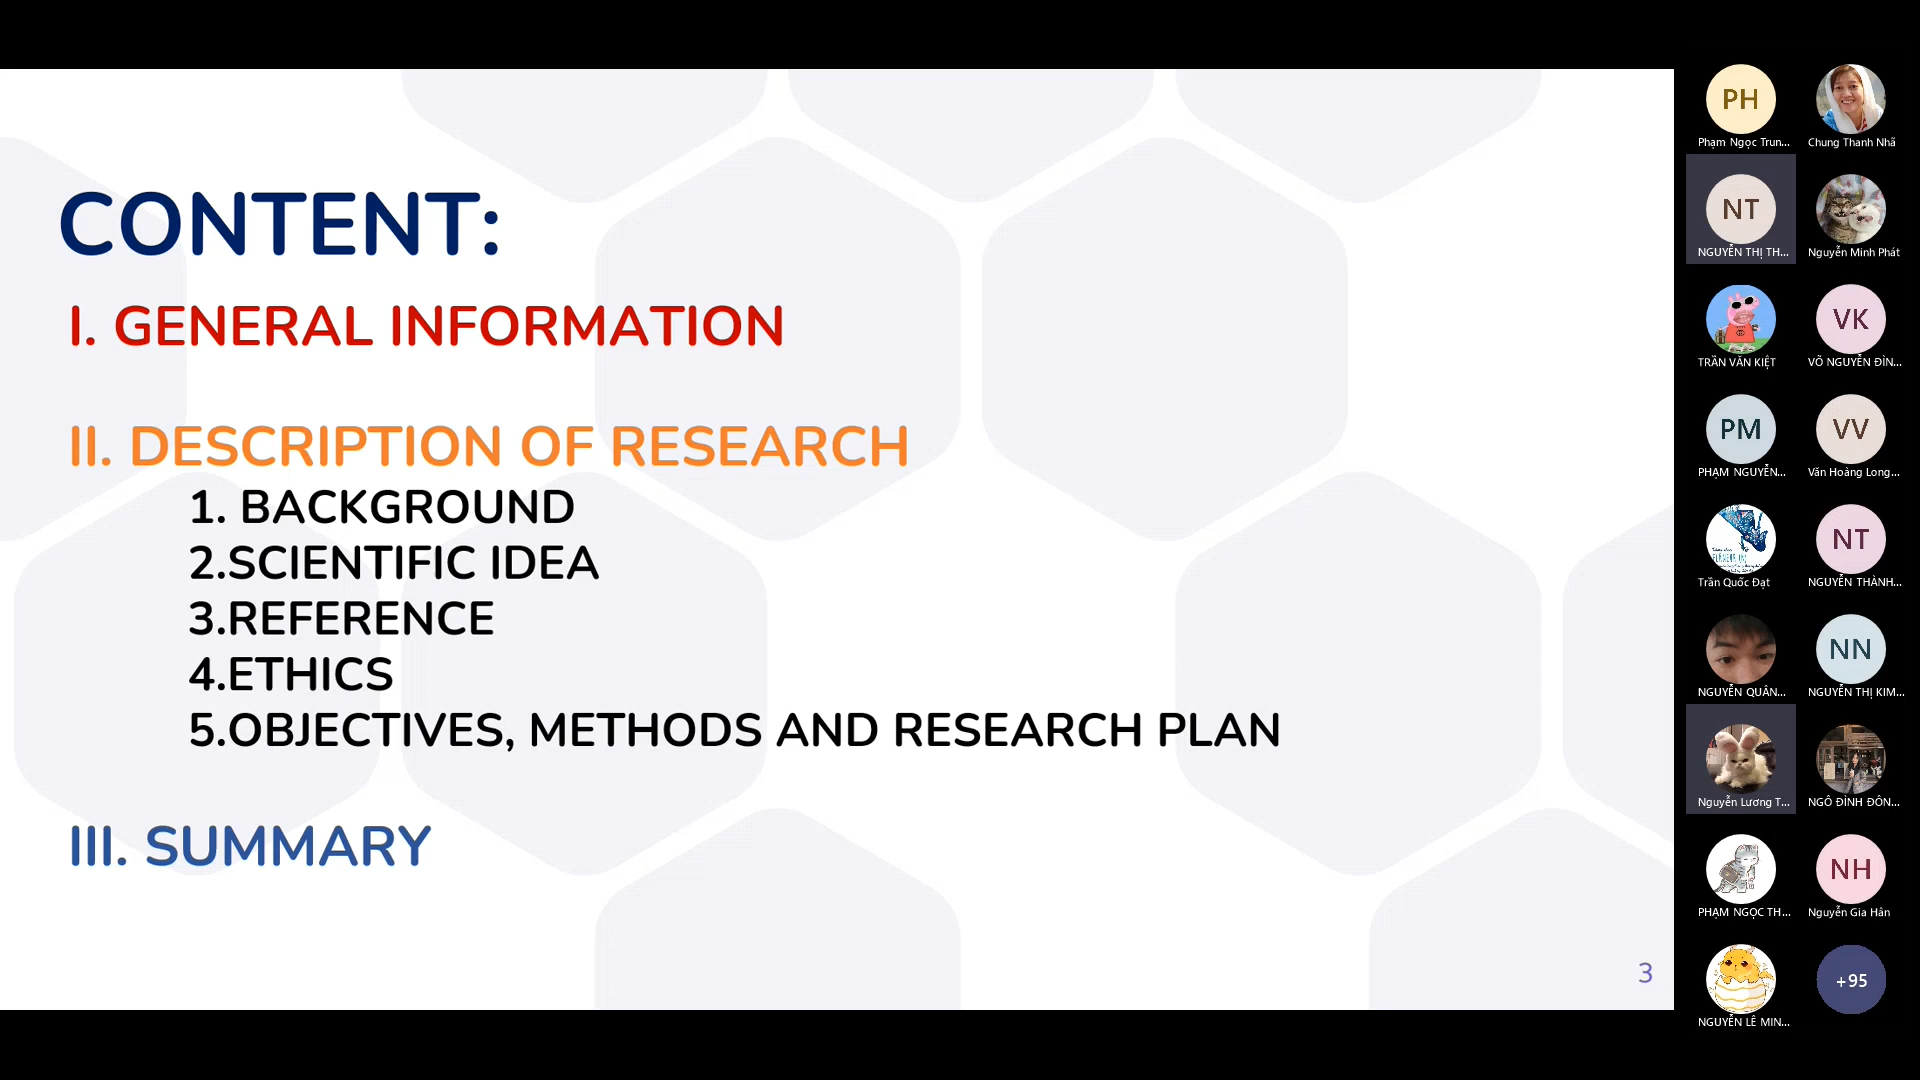 CONTENT:
I. GENERAL INFORMATION
II. DESCRIPTION OF RESEARCH
1. BACKGROUND
2.SCIENTIFIC IDEA
3.REFERENCE
4.ETHICS
5.OBJECTIVES, METHODS AND RESEARCH PLAN
III. SUMMARY
3
PH
Phạm Ngọc Trun...
Chung Thanh Nhã
NT
NGUYỄN THỊ TH...
Nguyễn Minh Phát
TRẦN VĂN KIỆT
VK
VÕ NGUYỄN ĐÌN...
PM
PHẠM NGUYỄN...
VV
Văn Hoàng Long...
Trần Quốc Đạt
NT
NGUYỄN THÀNH...
NGUYỄN QUÂN...
NN
NGUYỄN THỊ KIM...
Nguyễn Lương T...
NGÔ ĐÌNH ĐÔN...
PHẠM NGỌC TH...
NH
Nguyễn Gia Hân
NGUYỄN LÊ MIN...
+95